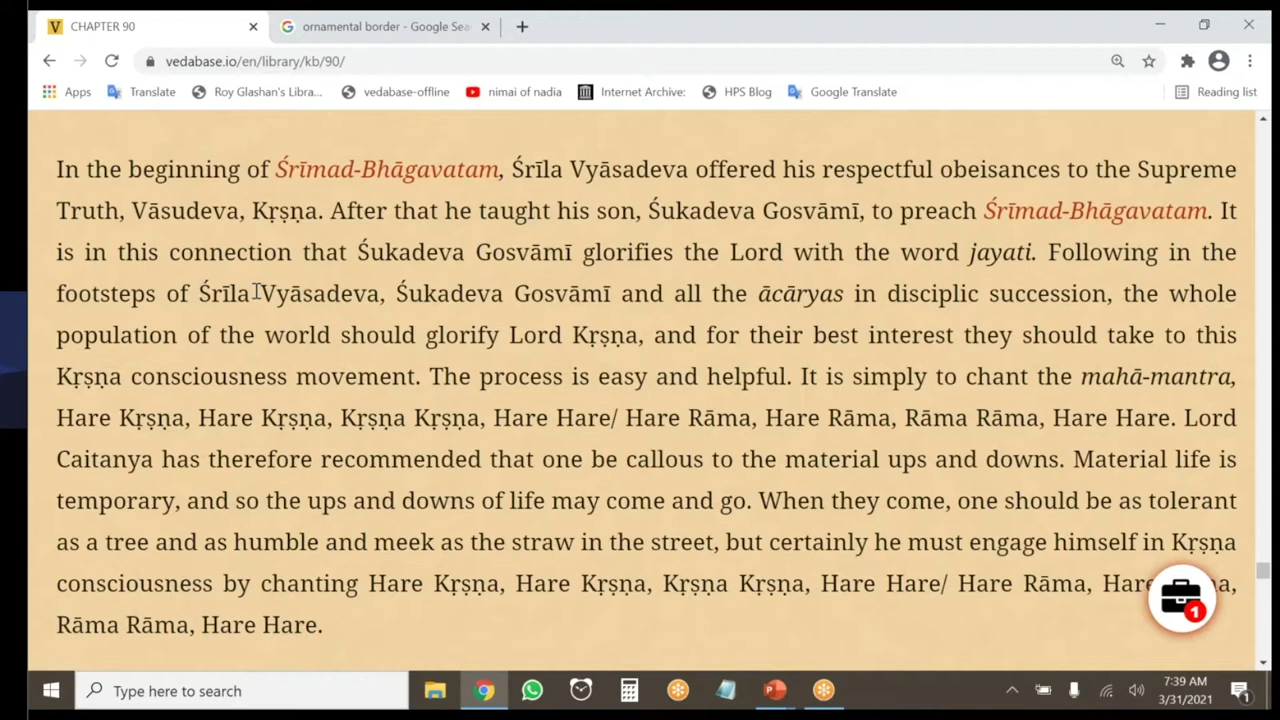 CHAPTER 90
ornamental border - Google Sea
vedabase.io/en/library/kb/90/
Apps Translate Roy Glashan's Libra... vedabase-offline nimai of nadia Internet Archive: HPS Blog Google Translate Reading list
In the beginning of Śrīmad-Bhāgavatam, Śrīla Vyāsadeva offered his respectful obeisances to the Supreme
Truth, Vāsudeva, Kṛṣṇa. After that he taught his son, Śukadeva Gosvāmī, to preach Śrīmad-Bhāgavatam. It
is in this connection that Śukadeva Gosvāmī glorifies the Lord with the word jayati. Following in the
footsteps of Śrīla Vyāsadeva, Śukadeva Gosvāmī and all the ācāryas in disciplic succession, the whole
population of the world should glorify Lord Kṛṣṇa, and for their best interest they should take to this
Kṛṣṇa consciousness movement. The process is easy and helpful. It is simply to chant the mahā-mantra,
Hare Kṛṣṇa, Hare Kṛṣṇa, Kṛṣṇa Kṛṣṇa, Hare Hare/ Hare Rāma, Hare Rāma, Rāma Rāma, Hare Hare. Lord
Caitanya has therefore recommended that one be callous to the material ups and downs. Material life is
temporary, and so the ups and downs of life may come and go. When they come, one should be as tolerant
as a tree and as humble and meek as the straw in the street, but certainly he must engage himself in Kṛṣṇa
consciousness by chanting Hare Kṛṣṇa, Hare Kṛṣṇa, Kṛṣṇa Kṛṣṇa, Hare Hare/ Hare Rāma,
Rāma Rāma, Hare Hare.
1
Type here to search
7:39 AM
3/31/2021
1